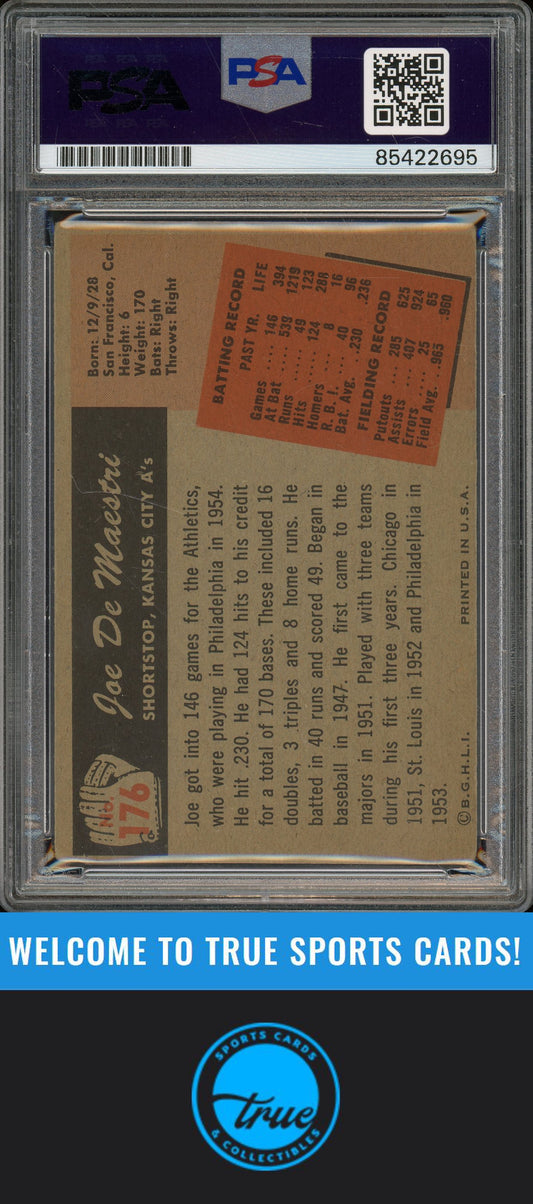 PSA
PSA
85422695
No.
176
Joe De Maestri
SHORTSTOP, KANSAS CITY A's
Born: 12/9/28
San Francisco, Cal.
Height: 6
Weight: 170
Bats: Right
Throws: Right
Joe got into 146 games for the Athletics,
who were playing in Philadelphia in 1954.
He hit .230. He had 124 hits to his credit
for a total of 170 bases. These included 16
doubles, 3 triples and 8 home runs. He
batted in 40 runs and scored 49. Began in
baseball in 1947. He first came to the
majors in 1951. Played with three teams
during his first three years. Chicago in
1951, St. Louis in 1952 and Philadelphia in
1953.
BATTING RECORD
PAST YR. LIFE
Games .... 146 394
At Bat .... 539 1219
Runs .... 49 123
Hits .... 124 288
Homers .... 8 16
R. B. I. .... 40 96
Bat. Avg. .... .230 .236
FIELDING RECORD
Putouts .... 285 625
Assists .... 407 924
Errors .... 25 65
Field Avg. .... .965 .960
© B.G.H.L.I. PRINTED IN U.S.A.
WELCOME TO TRUE SPORTS CARDS!
SPORTS CARDS
true
& COLLECTIBLES